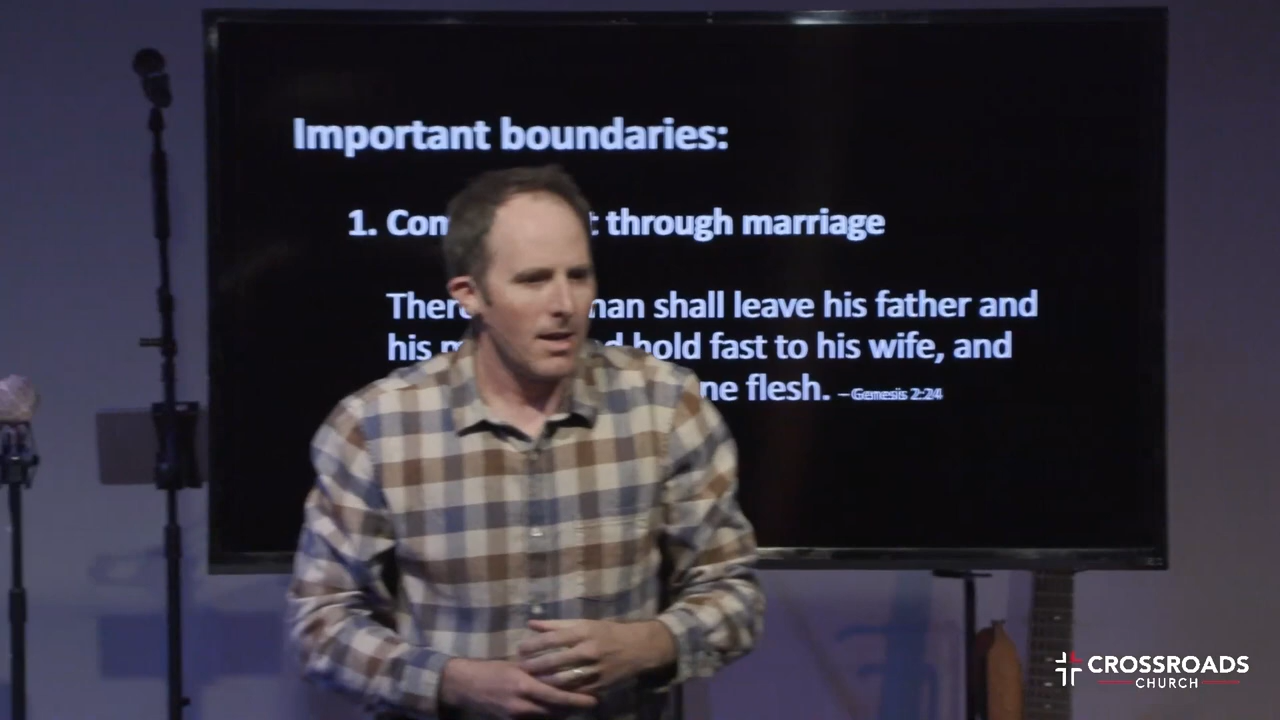 Important boundaries:
1. Con t through marriage
There man shall leave his father and
his m d hold fast to his wife, and
ne flesh. – Genesis 2:24
CROSSROADS
CHURCH